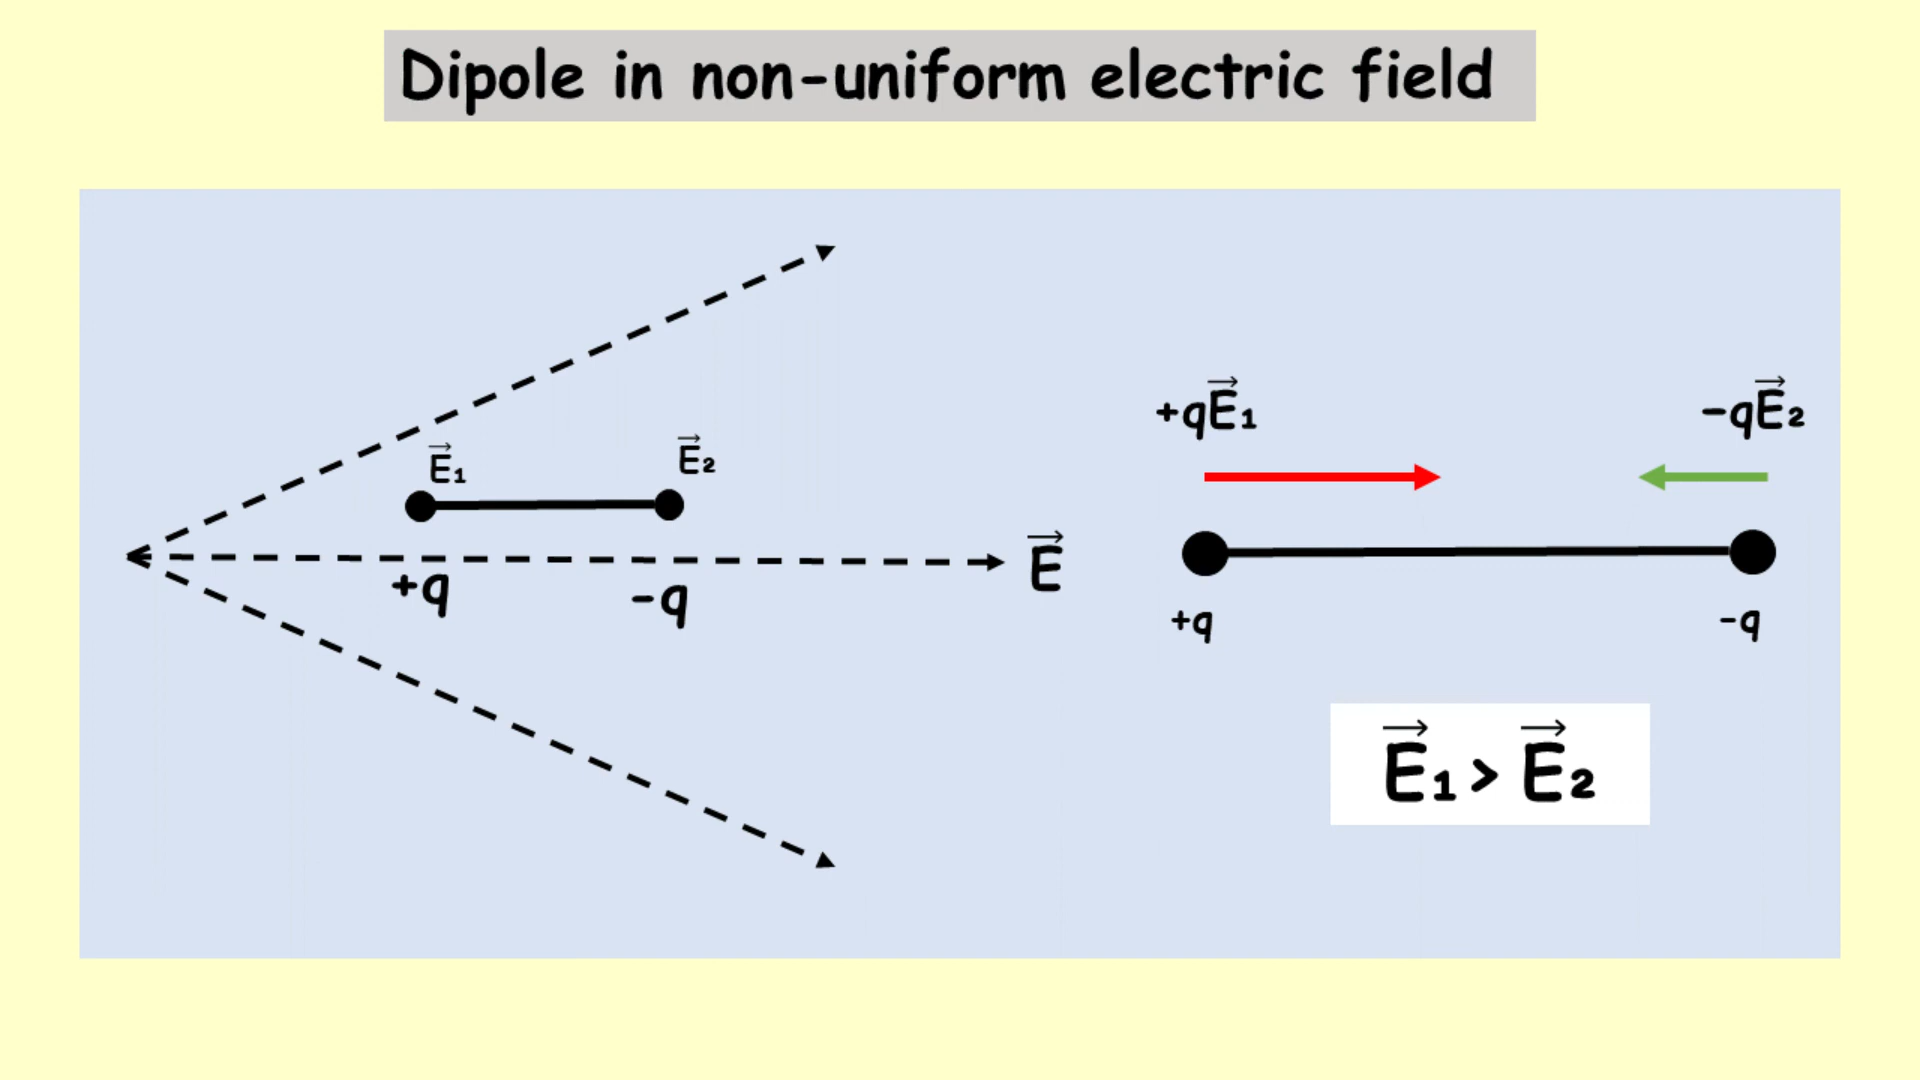 Dipole in non-uniform electric field
E⃗₁
E⃗₂
E⃗
+q
-q
+qE⃗₁
-qE⃗₂
+q
-q
E⃗₁ > E⃗₂